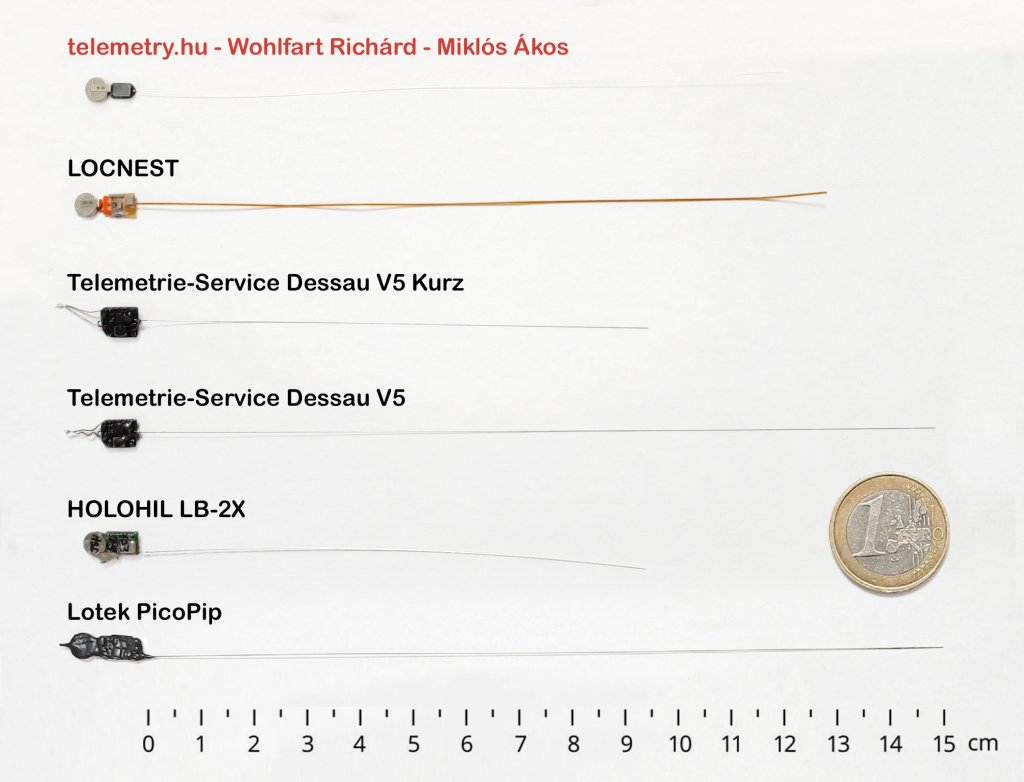 telemetry.hu - Wohlfart Richárd - Miklós Ákos
LOCNEST
Telemetrie-Service Dessau V5 Kurz
Telemetrie-Service Dessau V5
HOLOHIL LB-2X
1
Lotek PicoPip
0 1 2 3 4 5 6 7 8 9 10 11 12 13 14 15 cm